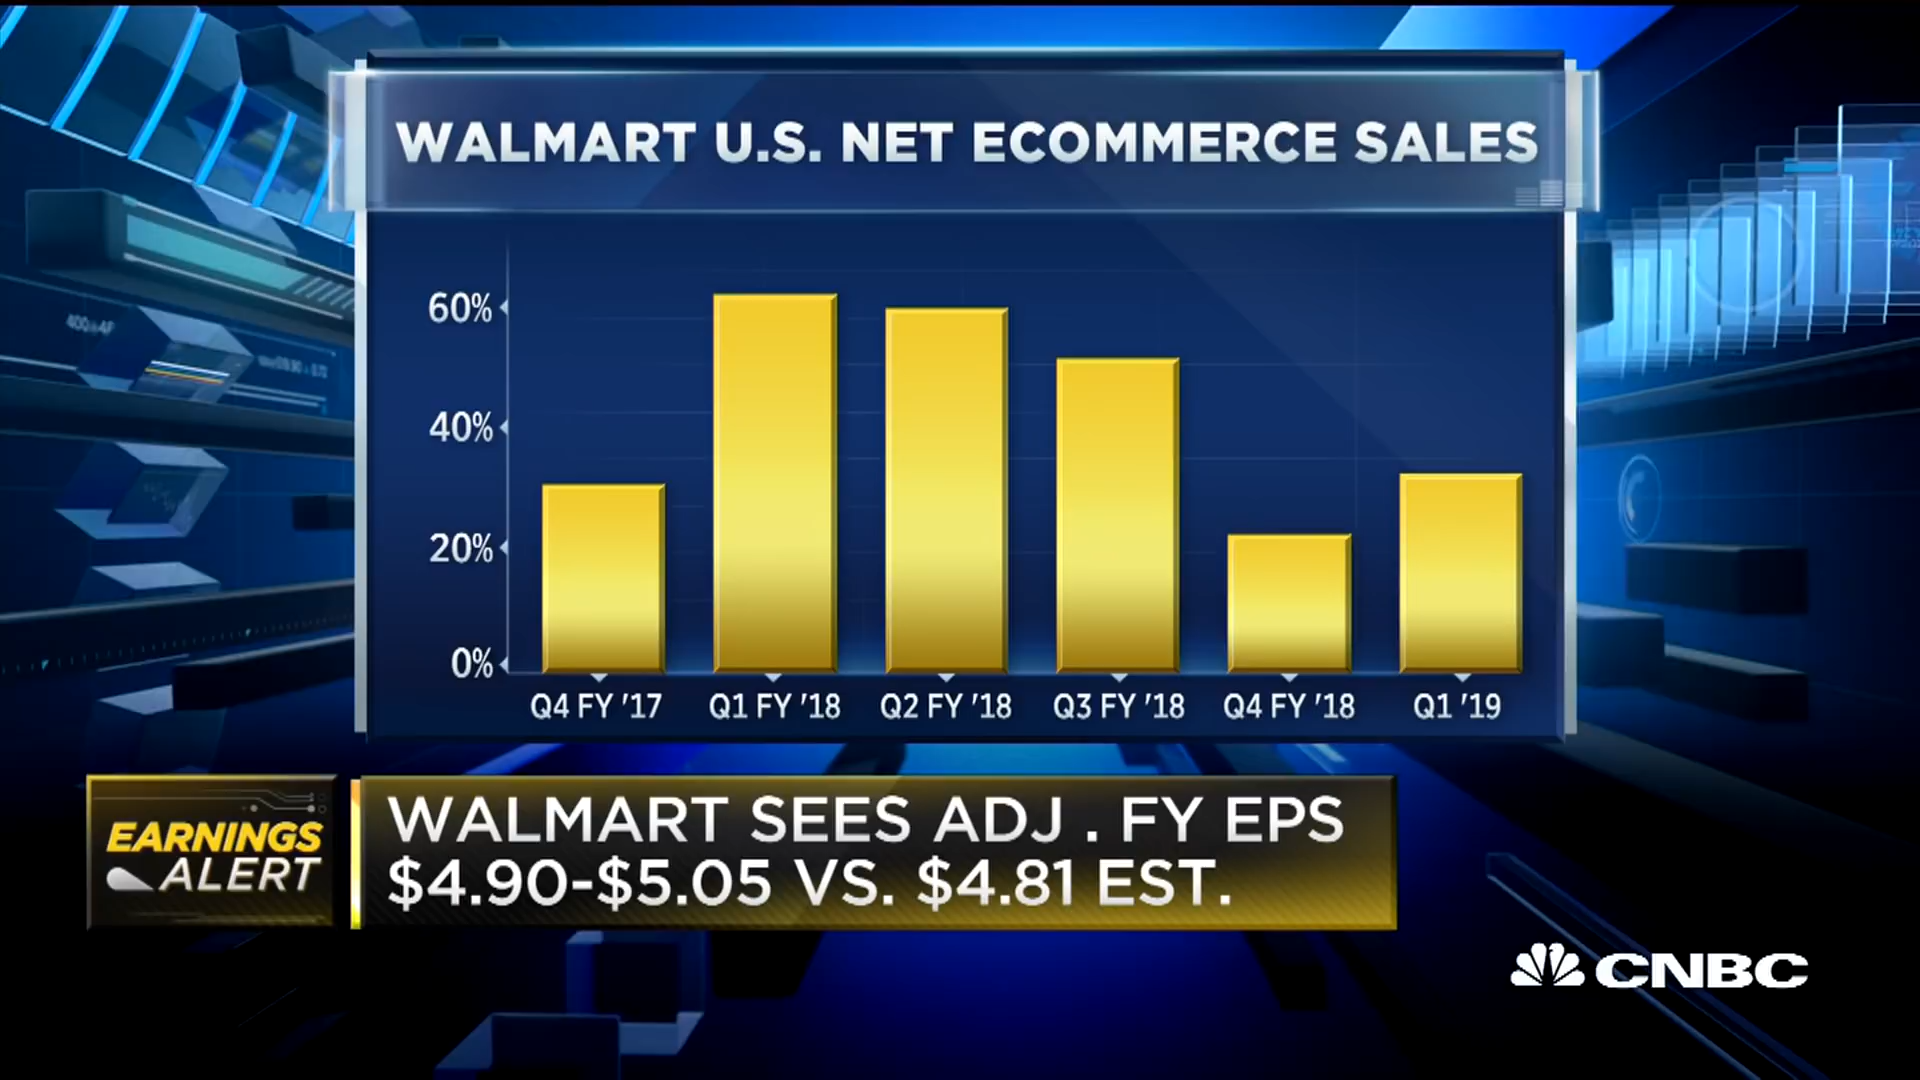 WALMART U.S. NET ECOMMERCE SALES
60%
40%
20%
0%
Q4 FY '17
Q1 FY '18
Q2 FY '18
Q3 FY '18
Q4 FY '18
Q1 '19
EARNINGS
ALERT
WALMART SEES ADJ . FY EPS
$4.90-$5.05 VS. $4.81 EST.
CNBC